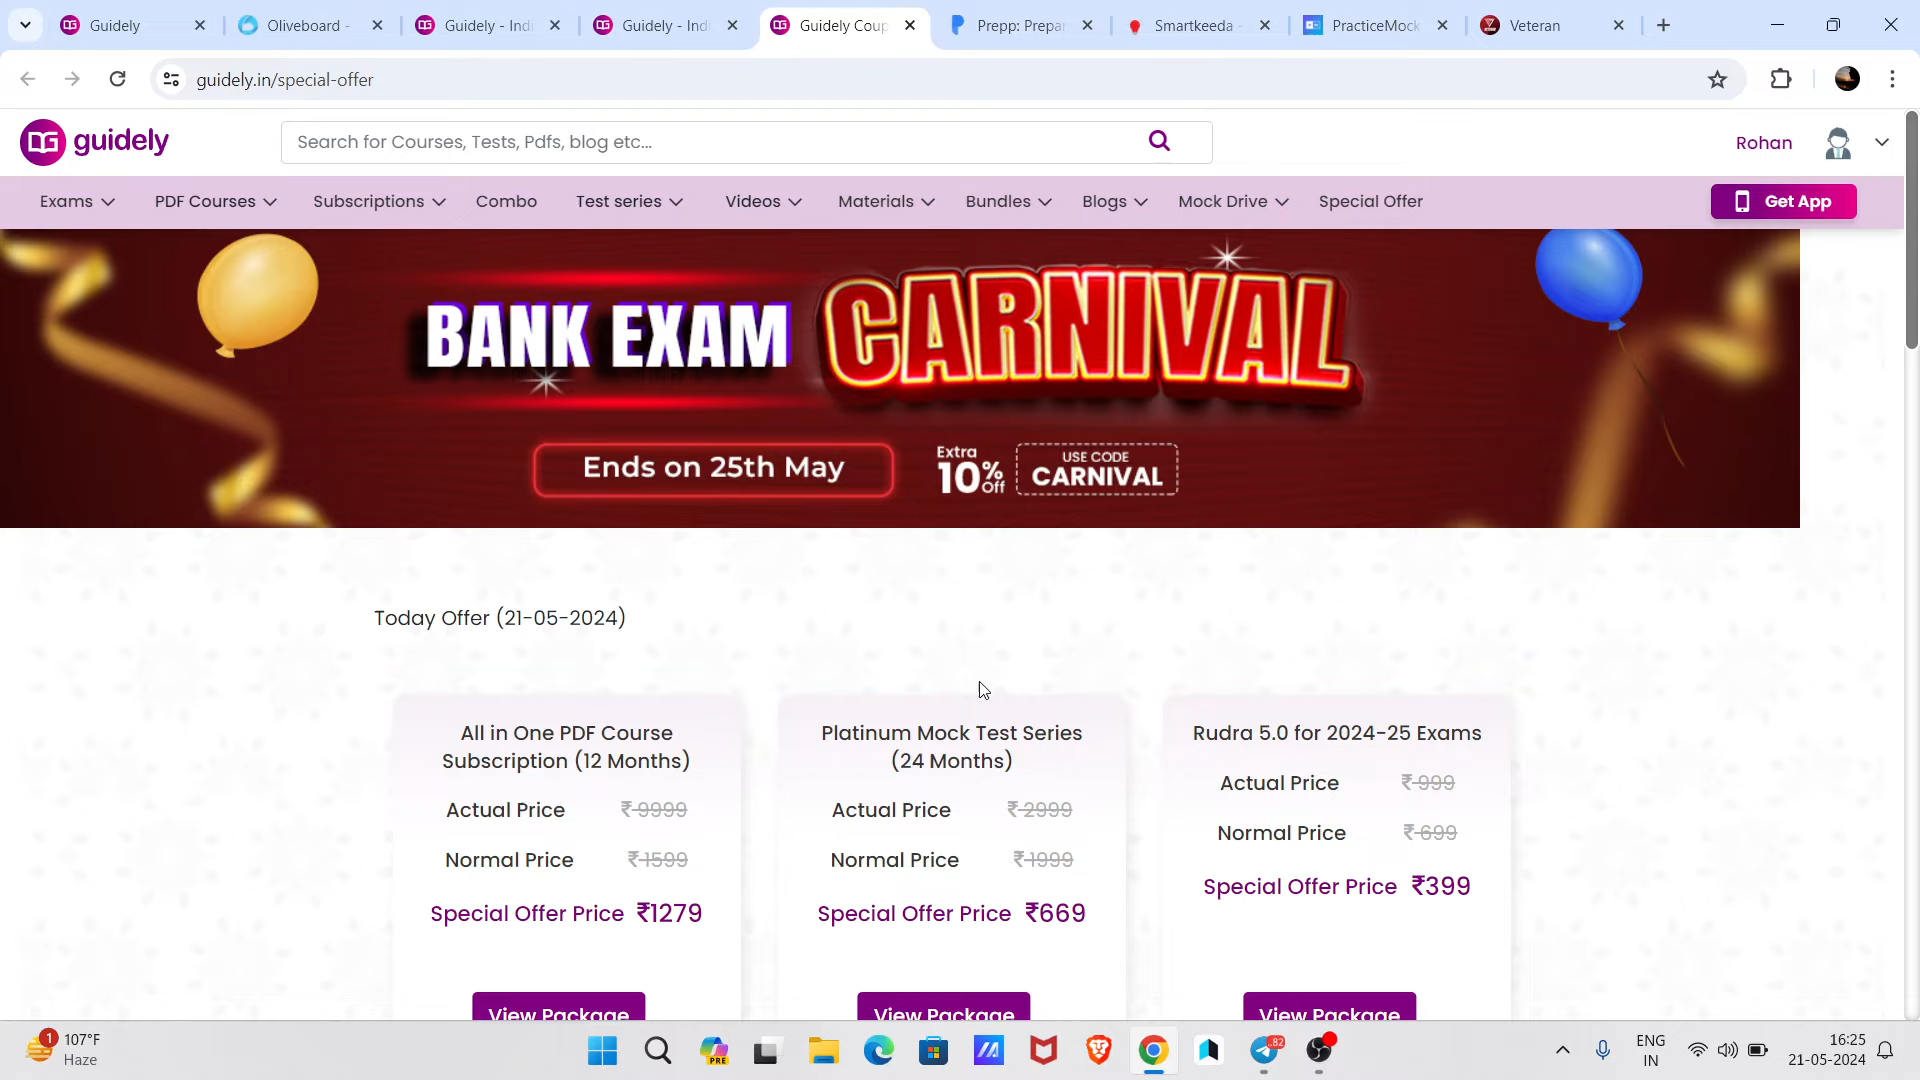 Guidely
Oliveboard -
Guidely - Indi
Guidely - Indi
Guidely Coup
Prepp: Prepar
Smartkeeda -
PracticeMock
Veteran
guidely.in/special-offer
guidely
Search for Courses, Tests, Pdfs, blog etc...
Rohan
Exams
PDF Courses
Subscriptions
Combo
Test series
Videos
Materials
Bundles
Blogs
Mock Drive
Special Offer
Get App
BANK EXAM CARNIVAL
Ends on 25th May
Extra
10% Off
USE CODE
CARNIVAL
Today Offer (21-05-2024)
All in One PDF Course
Subscription (12 Months)
Actual Price ₹ 9999
Normal Price ₹ 1599
Special Offer Price ₹1279
View Package
Platinum Mock Test Series
(24 Months)
Actual Price ₹ 2999
Normal Price ₹ 1999
Special Offer Price ₹669
View Package
Rudra 5.0 for 2024-25 Exams
Actual Price ₹ 999
Normal Price ₹ 699
Special Offer Price ₹399
View Package
1
107°F
Haze
PRE
82
ENG
IN
16:25
21-05-2024